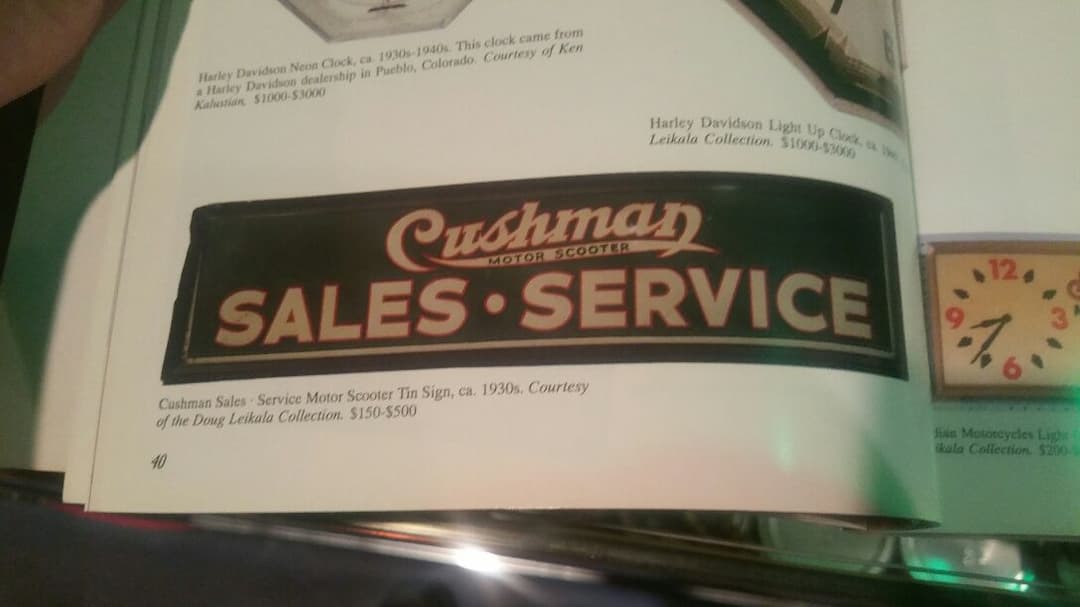 Harley Davidson Neon Clock, ca. 1930s-1940s. This clock came from
a Harley Davidson dealership in Pueblo, Colorado. Courtesy of Ken
Kalustian. $1000-$3000
Harley Davidson Light Up Clock, ca.
Leikala Collection. $1000-$3000
Cushman
MOTOR SCOOTER
SALES • SERVICE
Cushman Sales · Service Motor Scooter Tin Sign, ca. 1930s. Courtesy
of the Doug Leikala Collection. $150-$500
40
12
9
3
6
Motorcycles Light
Collection.